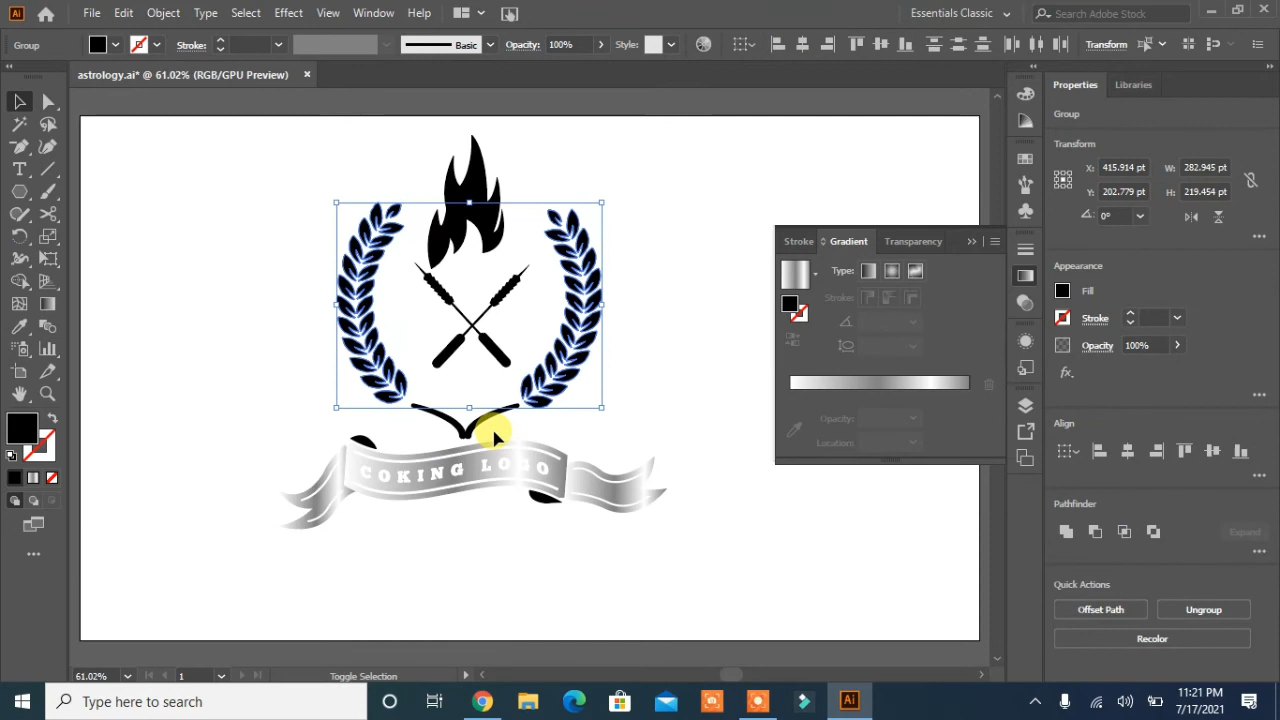 Ai File Edit Object Type Select Effect View Window Help Essentials Classic Search Adobe Stock
Group Stroke: Basic Opacity: 100% Style: Transform
astrology.ai* @ 61.02% (RGB/GPU Preview)
Properties Libraries
Group
Transform
X: 415.914 pt W: 282.945 pt
Y: 202.779 pt H: 219.454 pt
0°
Stroke Gradient Transparency
Type:
Stroke:
Opacity:
Location:
Appearance
Fill
Stroke
Opacity 100%
fx.
Align
Pathfinder
Expand
Quick Actions
Offset Path Ungroup
Recolor
COKING LOGO
61.02% 1 Toggle Selection
Type here to search
Ai
11:21 PM
7/17/2021